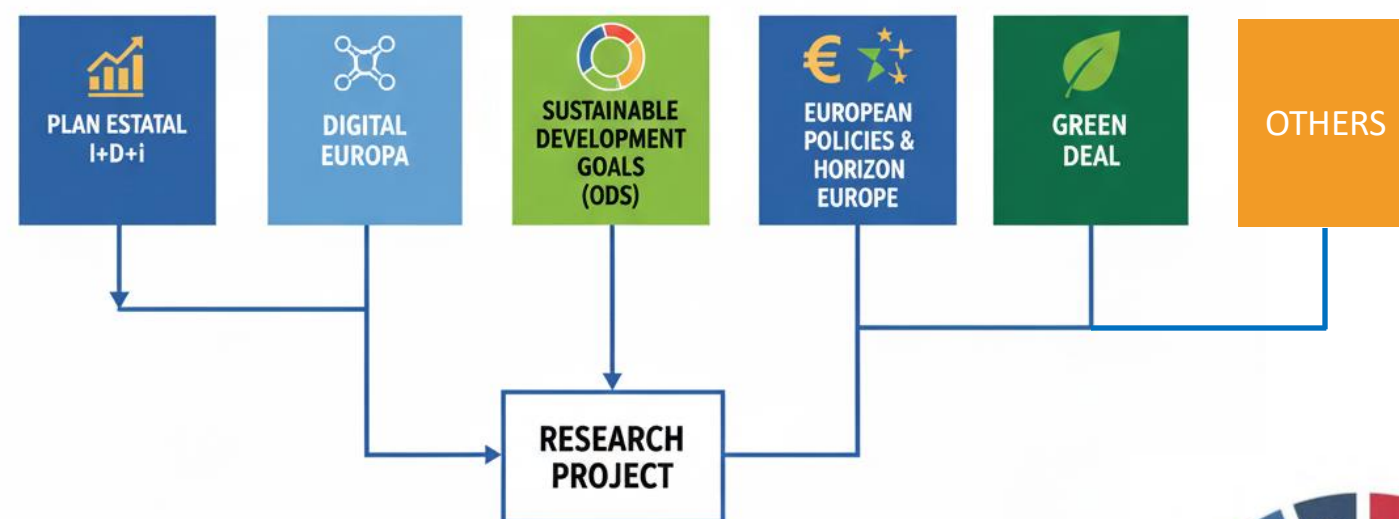 PLAN ESTATAL
I+D+i
DIGITAL
EUROPA
SUSTAINABLE
DEVELOPMENT
GOALS
(ODS)
EUROPEAN
POLICIES &
HORIZON
EUROPE
GREEN
DEAL
OTHERS
RESEARCH
PROJECT